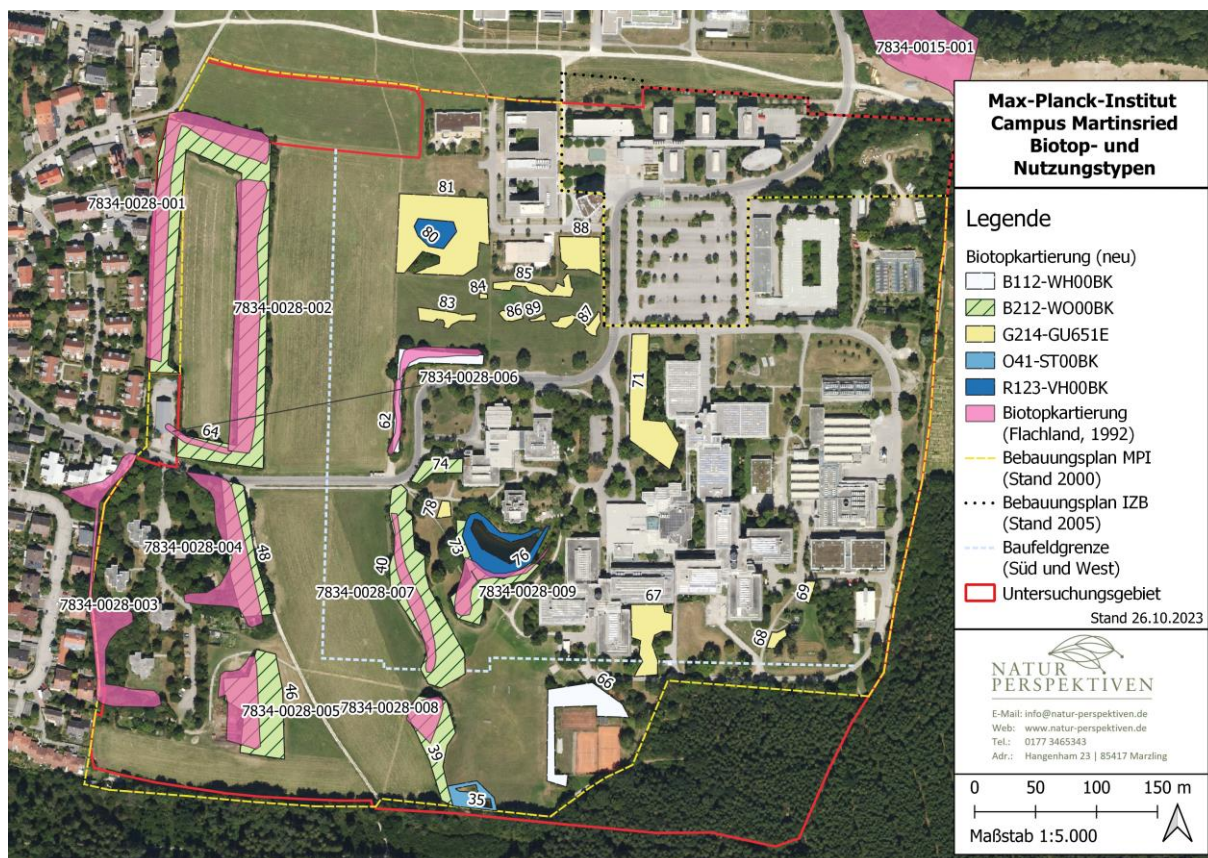 7834-0015-001
7834-0028-001
7834-0028-002
81
80
88
85
84
83
86
89
87
7834-0028-006
62
71
64
74
78
73
76
7834-0028-004
48
40
7834-0028-007
7834-0028-009
7834-0028-003
67
69
68
46
7834-0028-005
7834-0028-008
39
66
35
Max-Planck-Institut
Campus Martinsried
Biotop- und
Nutzungstypen
Legende
Biotopkartierung (neu)
B112-WH00BK
B212-WO00BK
G214-GU651E
O41-ST00BK
R123-VH00BK
Biotopkartierung
(Flachland, 1992)
Bebauungsplan MPI
(Stand 2000)
Bebauungsplan IZB
(Stand 2005)
Baufeldgrenze
(Süd und West)
Untersuchungsgebiet
Stand 26.10.2023
NATUR
PERSPEKTIVEN
E-Mail: info@natur-perspektiven.de
Web: www.natur-perspektiven.de
Tel.: 0177 3465343
Adr.: Hangenham 23 | 85417 Marzling
0 50 100 150 m
Maßstab 1:5.000